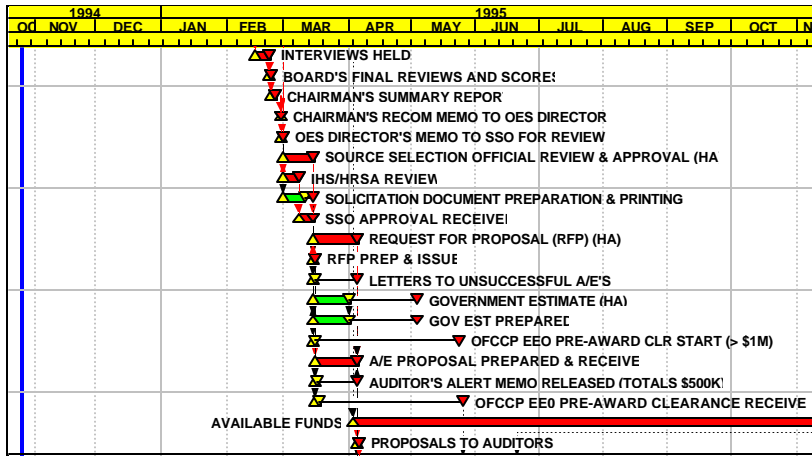 1994 1995
OC NOV DEC JAN FEB MAR APR MAY JUN JUL AUG SEP OCT N
INTERVIEWS HELD
BOARD'S FINAL REVIEWS AND SCORES
CHAIRMAN'S SUMMARY REPOR
CHAIRMAN'S RECOM MEMO TO OES DIRECTOR
OES DIRECTOR'S MEMO TO SSO FOR REVIEW
SOURCE SELECTION OFFICIAL REVIEW & APPROVAL (HA
IHS/HRSA REVIEW
SOLICITATION DOCUMENT PREPARATION & PRINTING
SSO APPROVAL RECEIVE
REQUEST FOR PROPOSAL (RFP) (HA)
RFP PREP & ISSUE
LETTERS TO UNSUCCESSFUL A/E'S
GOVERNMENT ESTIMATE (HA)
GOV EST PREPARED
OFCCP EEO PRE-AWARD CLR START (> $1M)
A/E PROPOSAL PREPARED & RECEIVE
AUDITOR'S ALERT MEMO RELEASED (TOTALS $500K)
OFCCP EE0 PRE-AWARD CLEARANCE RECEIVE
AVAILABLE FUNDS
PROPOSALS TO AUDITORS